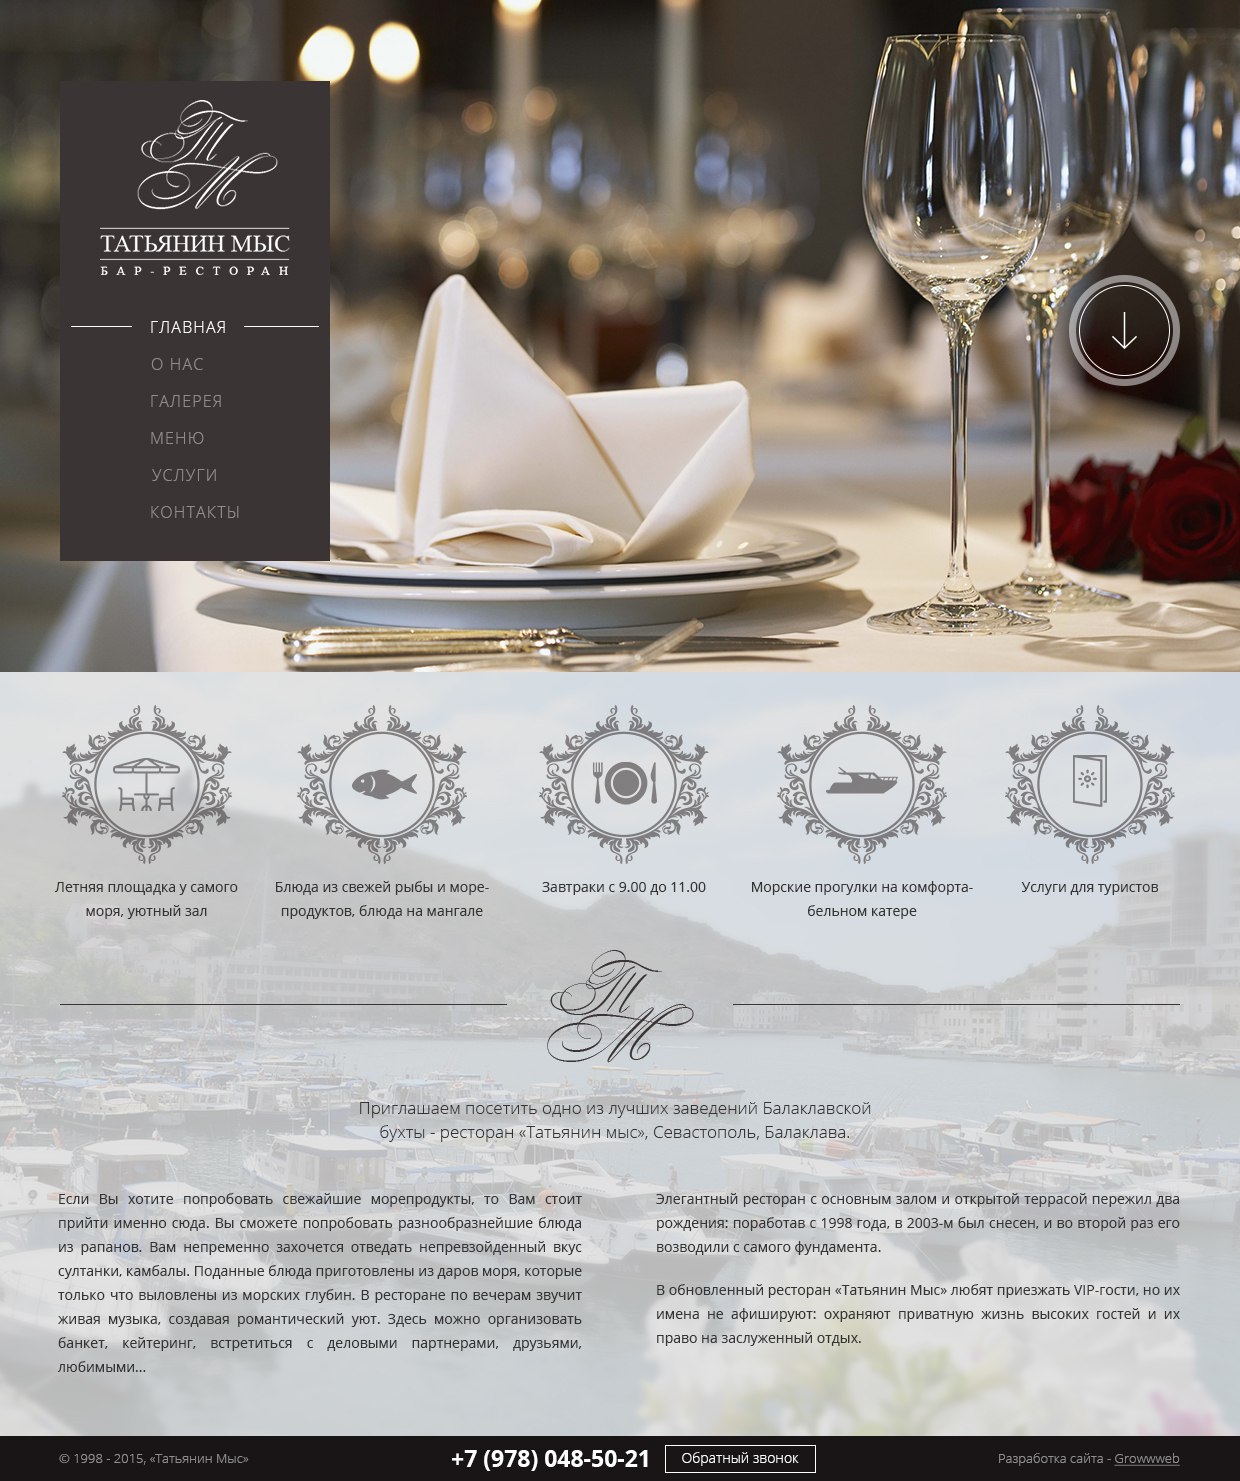 ТМ
ТАТЬЯНИН МЫС
БАР-РЕСТОРАН
ГЛАВНАЯ
О НАС
ГАЛЕРЕЯ
МЕНЮ
УСЛУГИ
КОНТАКТЫ
Летняя площадка у самого
моря, уютный зал
Блюда из свежей рыбы и море-
продуктов, блюда на мангале
Завтраки с 9.00 до 11.00
Морские прогулки на комфорта-
бельном катере
Услуги для туристов
ТМ
Приглашаем посетить одно из лучших заведений Балаклавской
бухты - ресторан «Татьянин мыс», Севастополь, Балаклава.
Если Вы хотите попробовать свежайшие морепродукты, то Вам стоит
прийти именно сюда. Вы сможете попробовать разнообразнейшие блюда
из рапанов. Вам непременно захочется отведать непревзойденный вкус
султанки, камбалы. Поданные блюда приготовлены из даров моря, которые
только что выловлены из морских глубин. В ресторане по вечерам звучит
живая музыка, создавая романтический уют. Здесь можно организовать
банкет, кейтеринг, встретиться с деловыми партнерами, друзьями,
любимыми...
Элегантный ресторан с основным залом и открытой террасой пережил два
рождения: поработав с 1998 года, в 2003-м был снесен, и во второй раз его
возводили с самого фундамента.
В обновленный ресторан «Татьянин Мыс» любят приезжать VIP-гости, но их
имена не афишируют: охраняют приватную жизнь высоких гостей и их
право на заслуженный отдых.
© 1998 - 2015, «Татьянин Мыс»
+7 (978) 048-50-21
Обратный звонок
Разработка сайта - Growwweb